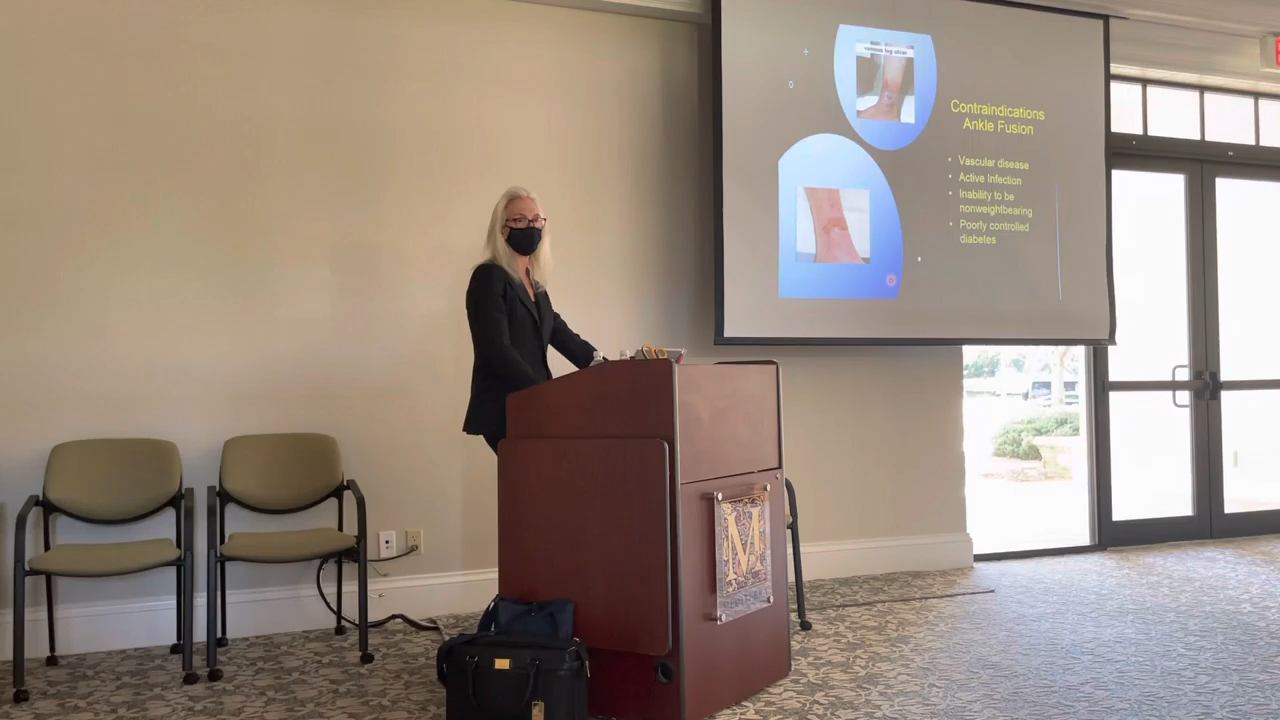 venous leg ulcer
Contraindications
Ankle Fusion
• Vascular disease
• Active Infection
• Inability to be
nonweightbearing
• Poorly controlled
diabetes
M